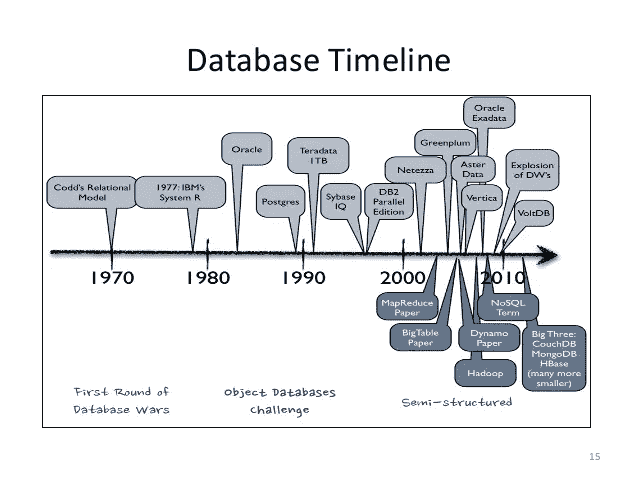 Database Timeline
Oracle
Exadata
Greenplum
Oracle
Teradata
1TB
Netezza
Aster
Data
Explosion
of DW's
Codd's Relational
Model
1977: IBM's
System R
Postgres
Sybase
IQ
DB2
Parallel
Edition
Vertica
VoltDB
1970
1980
1990
2000
2010
MapReduce
Paper
NoSQL
Term
BigTable
Paper
Dynamo
Paper
Big Three:
CouchDB
MongoDB
HBase
(many more
smaller)
Hadoop
First Round of
Database Wars
Object Databases
Challenge
Semi-structured
15